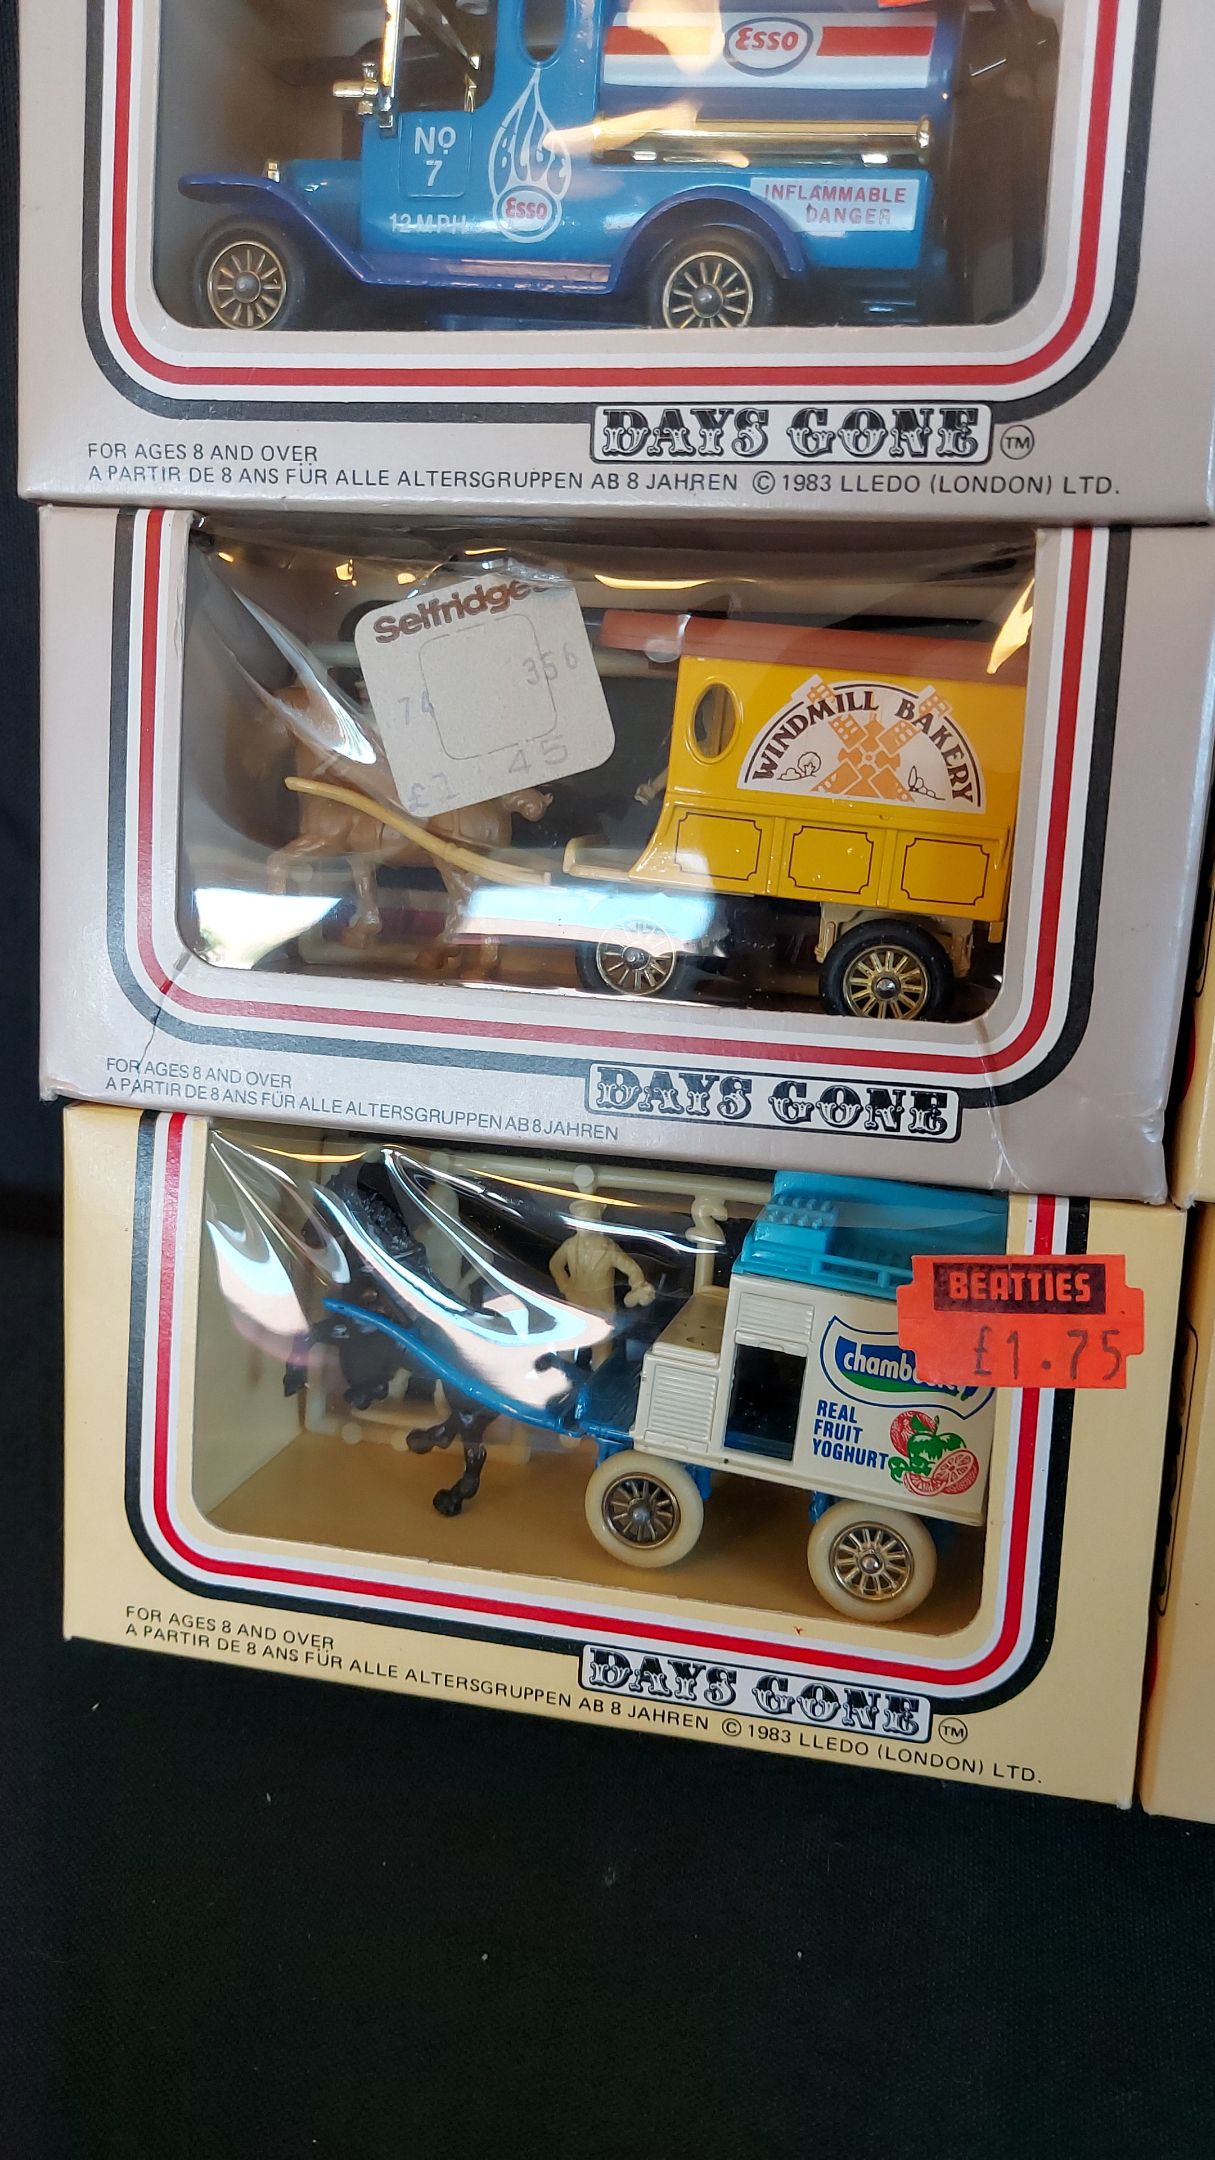 Esso
No
7
BLUE
Esso
12 MPH
INFLAMMABLE
DANGER
DAYS GONE TM
FOR AGES 8 AND OVER
A PARTIR DE 8 ANS FÜR ALLE ALTERSGRUPPEN AB 8 JAHREN © 1983 LLEDO (LONDON) LTD.
Selfridges
356
45
WINDMILL BAKERY
FOR AGES 8 AND OVER
A PARTIR DE 8 ANS FÜR ALLE ALTERSGRUPPEN AB 8 JAHREN
DAYS GONE
BEATTIES
£1.75
REAL
FRUIT
YOGHURT
FOR AGES 8 AND OVER
A PARTIR DE 8 ANS FÜR ALLE ALTERSGRUPPEN AB 8 JAHREN © 1983 LLEDO (LONDON) LTD.
DAYS GONE TM